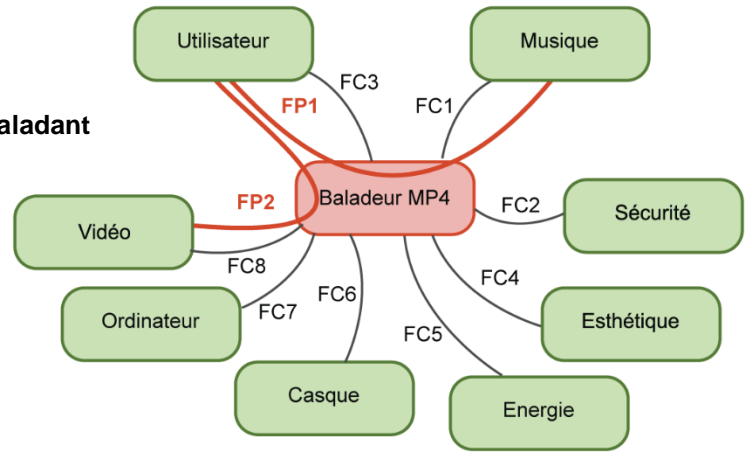 Utilisateur
Musique
FC3
FC1
FP1
aladant
Baladeur MP4
FP2
FC2
Sécurité
Vidéo
FC8
FC7
FC6
FC4
FC5
Ordinateur
Esthétique
Casque
Energie